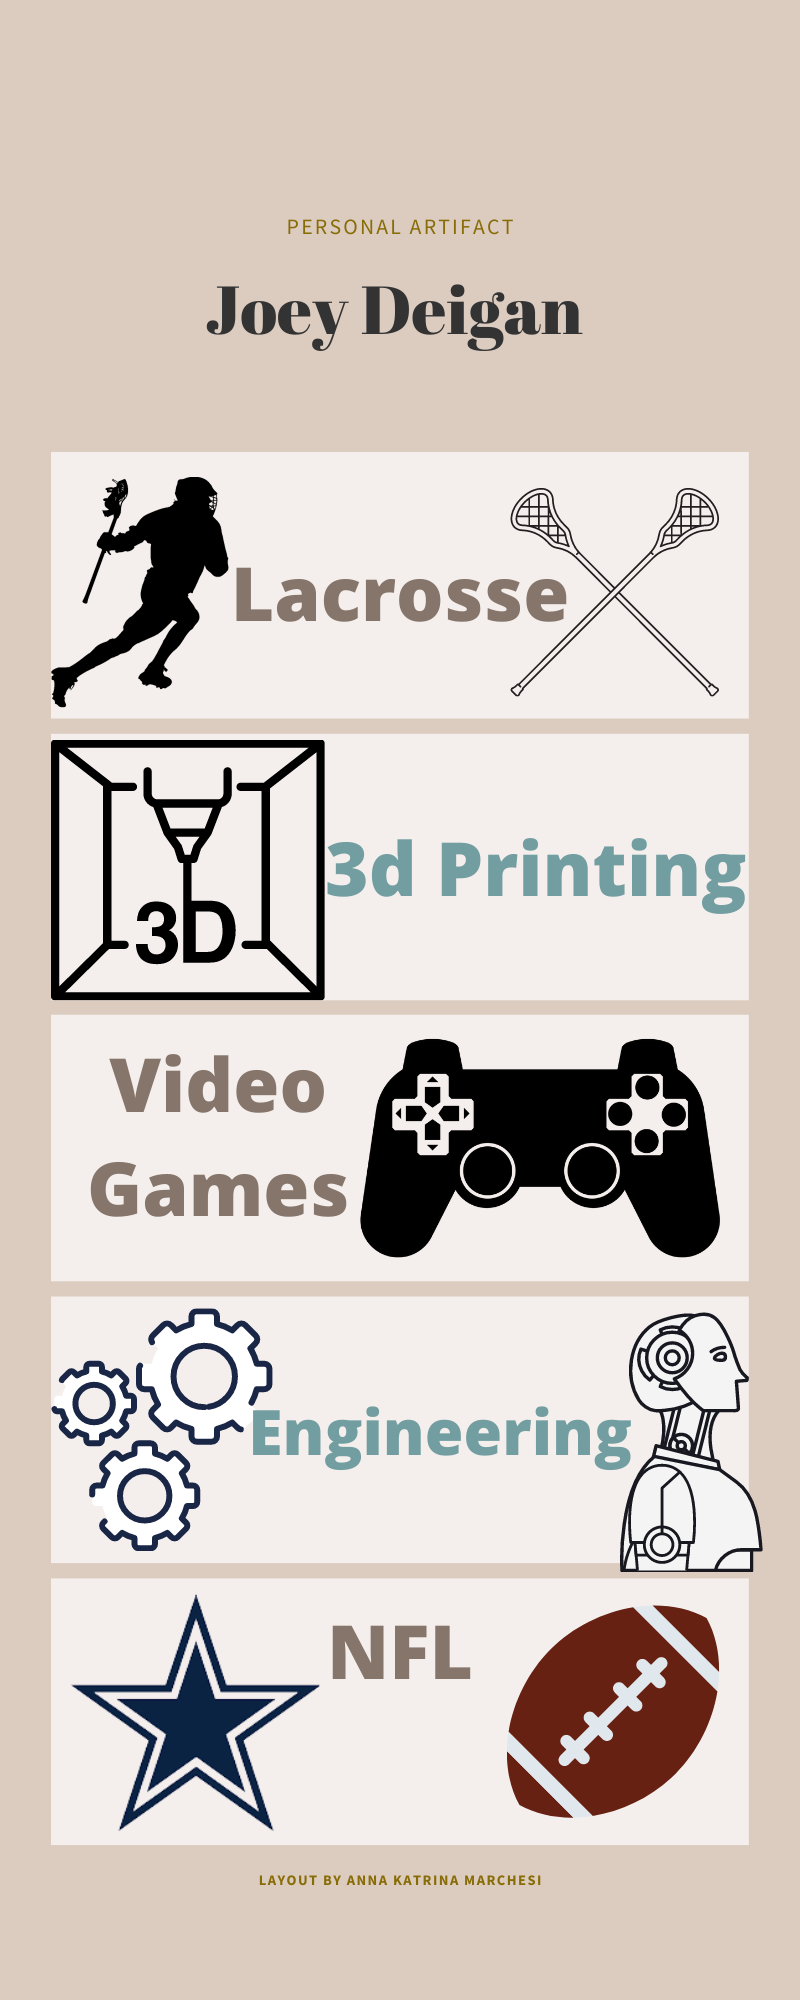 PERSONAL ARTIFACT
Joey Deigan
Lacrosse
3D
3d Printing
Video
Games
Engineering
NFL
LAYOUT BY ANNA KATRINA MARCHESI